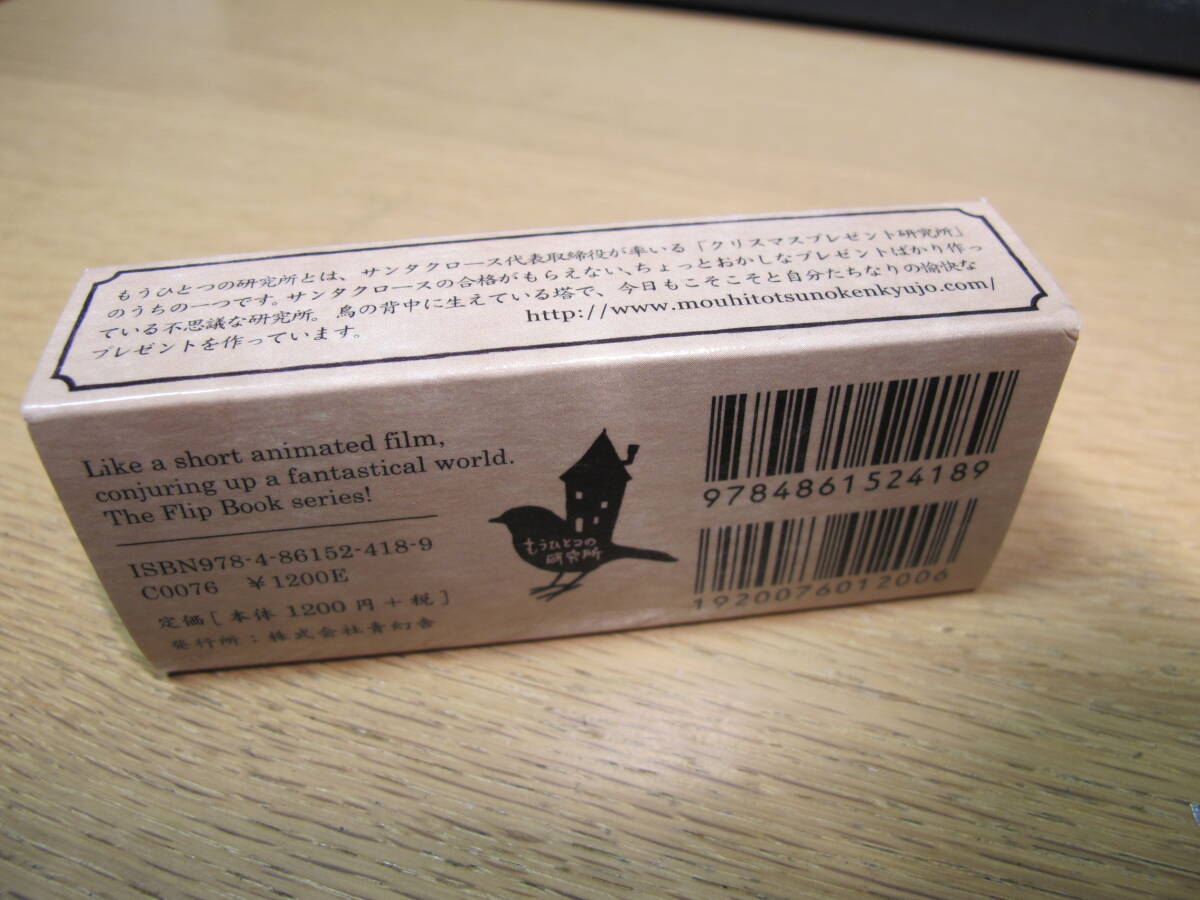 もうひとつの研究所とは、サンタクロース代表取締役が率いる「クリスマスプレゼント研究所」
のうちの一つです。サンタクロースの合格がもらえない、ちょっとおかしなプレゼントばかり作っ
ている不思議な研究所。鳥の背中に生えている塔で、今日もこそこそと自分たちなりの愉快な
プレゼントを作っています。
http://www.mouhitotsunokenkyujo.com/
Like a short animated film,
conjuring up a fantastical world.
The Flip Book series!
ISBN978-4-86152-418-9
C0076 ¥1200E
定価[本体 1200 円 + 税]
発行所：株式会社青幻舎
もうひとつの
研究所
9784861524189
1920076012006